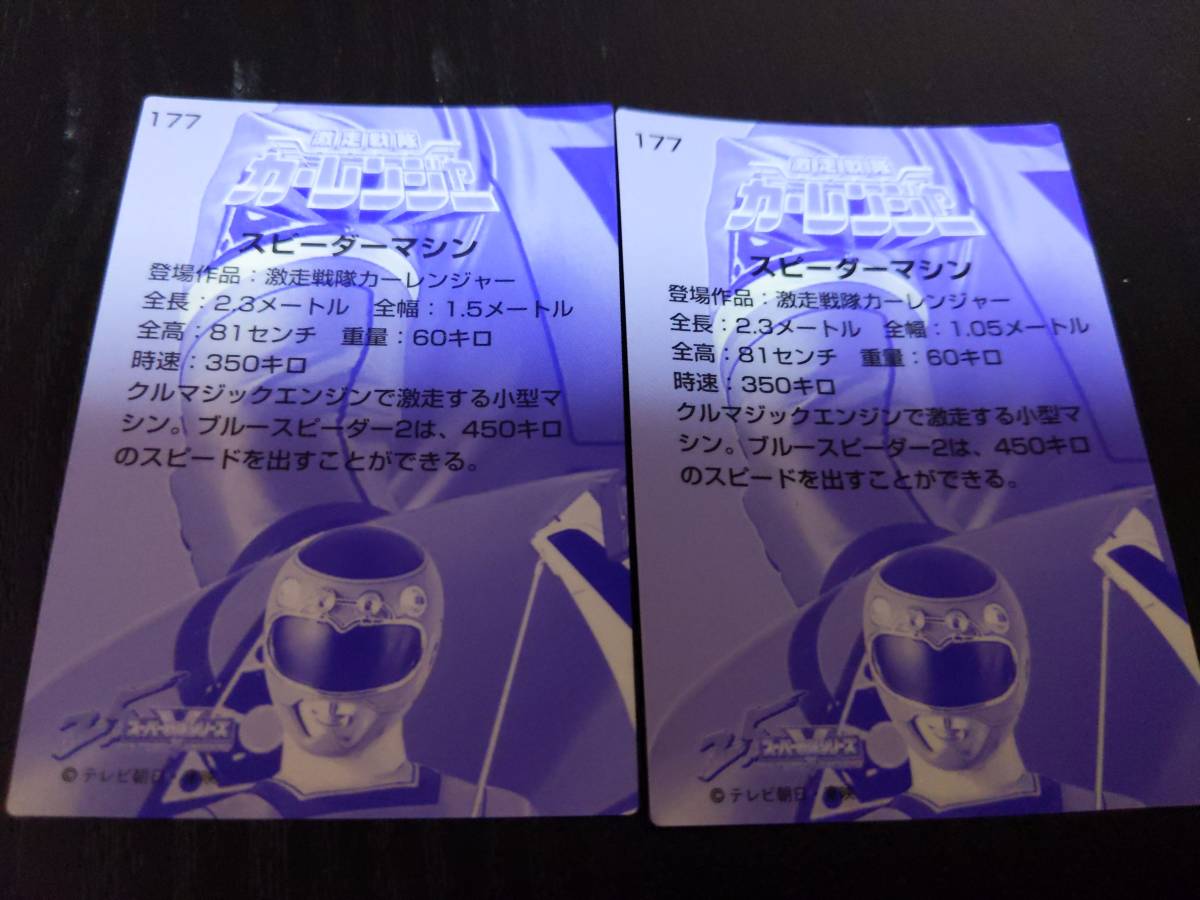 177
激走戦隊
カーレンジャー
スピーダーマシン
登場作品：激走戦隊カーレンジャー
全長：2.3メートル　全幅：1.5メートル
全高：81センチ　重量：60キロ
時速：350キロ
クルマジックエンジンで激走する小型マ
シン。ブルースピーダー2は、450キロ
のスピードを出すことができる。
スーパー戦隊シリーズ
©テレビ朝日・東映
177
激走戦隊
カーレンジャー
スピーダーマシン
登場作品：激走戦隊カーレンジャー
全長：2.3メートル　全幅：1.05メートル
全高：81センチ　重量：60キロ
時速：350キロ
クルマジックエンジンで激走する小型マ
シン。ブルースピーダー2は、450キロ
のスピードを出すことができる。
スーパー戦隊シリーズ
©テレビ朝日・東映